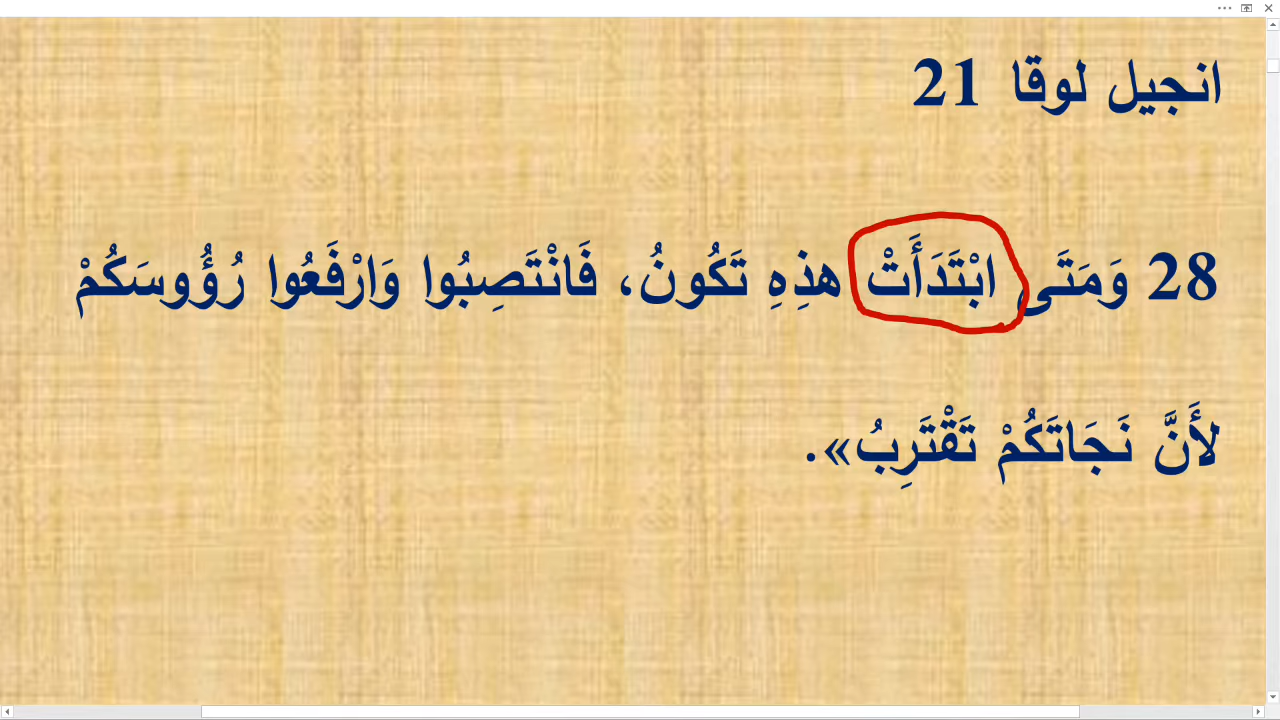 انجيل لوقا 21
28 وَمَتَى ابْتَدَأَتْ هذِهِ تَكُونُ، فَانْتَصِبُوا وَارْفَعُوا رُؤُوسَكُمْ
لأَنَّ نَجَاتَكُمْ تَقْتَرِبُ».